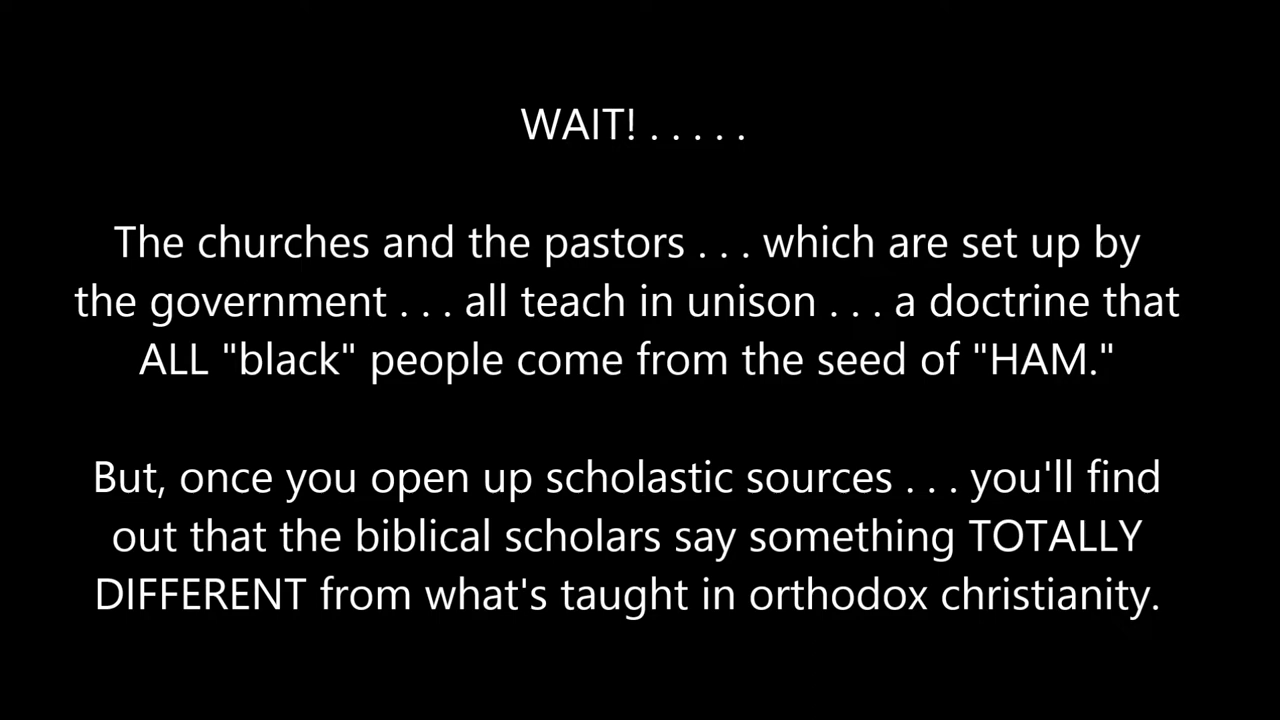 WAIT! . . . . .
The churches and the pastors . . . which are set up by
the government . . . all teach in unison . . . a doctrine that
ALL "black" people come from the seed of "HAM."
But, once you open up scholastic sources . . . you'll find
out that the biblical scholars say something TOTALLY
DIFFERENT from what's taught in orthodox christianity.